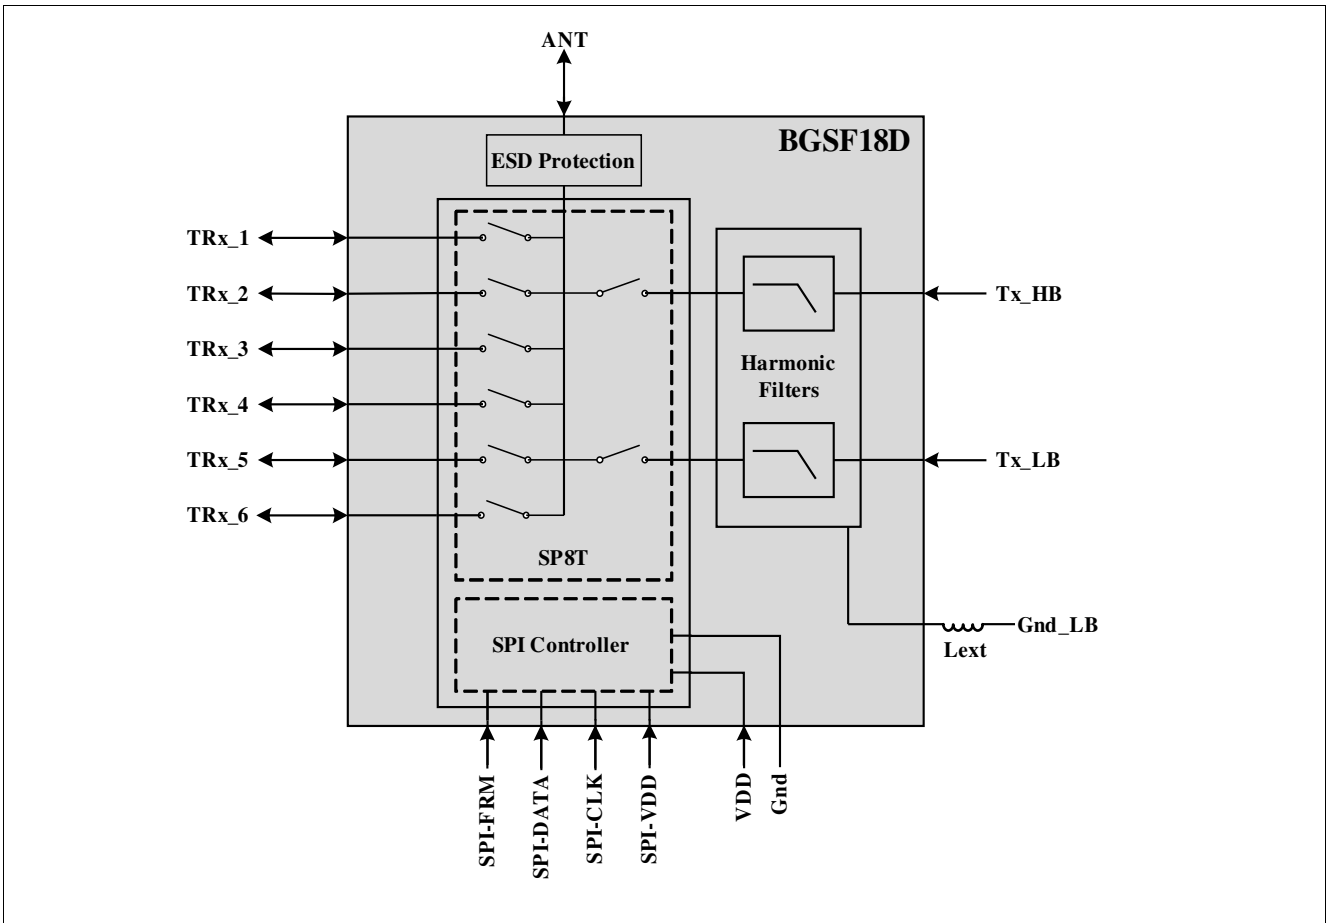 ANT
BGSF18D
ESD Protection
TRx_1
TRx_2
Tx_HB
TRx_3
Harmonic
Filters
TRx_4
TRx_5
Tx_LB
TRx_6
SP8T
SPI Controller
Gnd_LB
Lext
SPI-FRM
SPI-DATA
SPI-CLK
SPI-VDD
VDD
Gnd